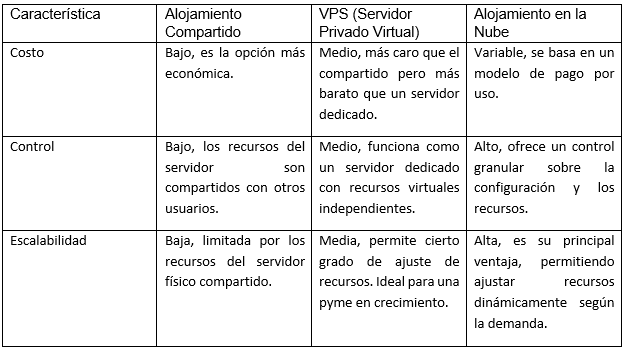 Característica
Alojamiento
Compartido
VPS (Servidor
Privado Virtual)
Alojamiento en la
Nube
Costo
Bajo, es la opción más
económica.
Medio, más caro que el
compartido pero más
barato que un servidor
dedicado.
Variable, se basa en un
modelo de pago por
uso.
Control
Bajo, los recursos del
servidor son
compartidos con otros
usuarios.
Medio, funciona como
un servidor dedicado
con recursos virtuales
independientes.
Alto, ofrece un control
granular sobre la
configuración y los
recursos.
Escalabilidad
Baja, limitada por los
recursos del servidor
físico compartido.
Media, permite cierto
grado de ajuste de
recursos. Ideal para una
pyme en crecimiento.
Alta, es su principal
ventaja, permitiendo
ajustar recursos
dinámicamente según
la demanda.